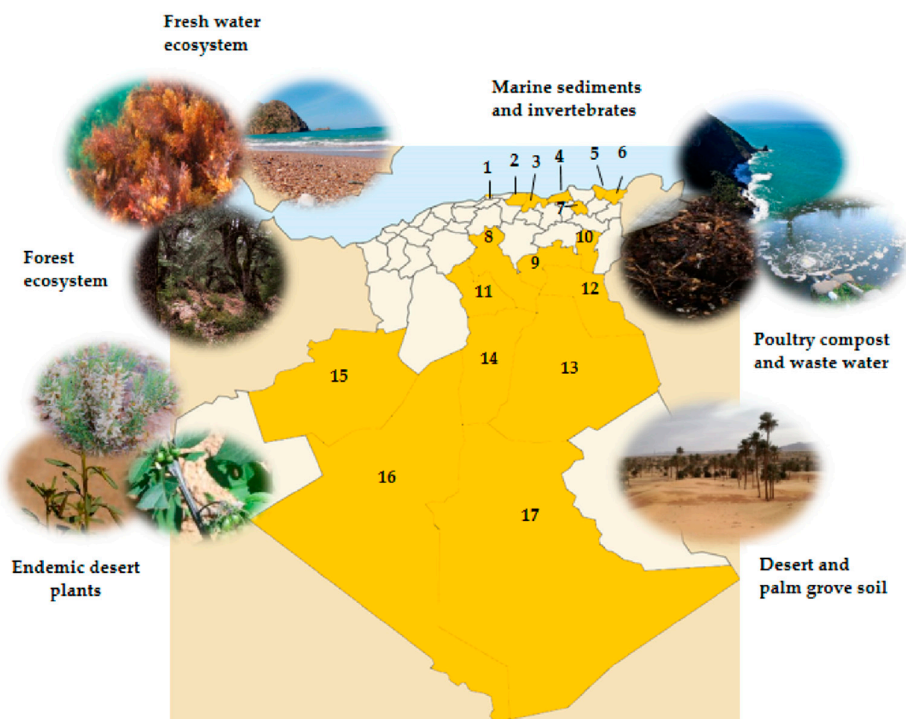 Fresh water
ecosystem
Marine sediments
and invertebrates
1
2
3
4
5
6
7
8
9
10
11
12
13
14
15
16
17
Forest
ecosystem
Poultry compost
and waste water
Endemic desert
plants
Desert and
palm grove soil